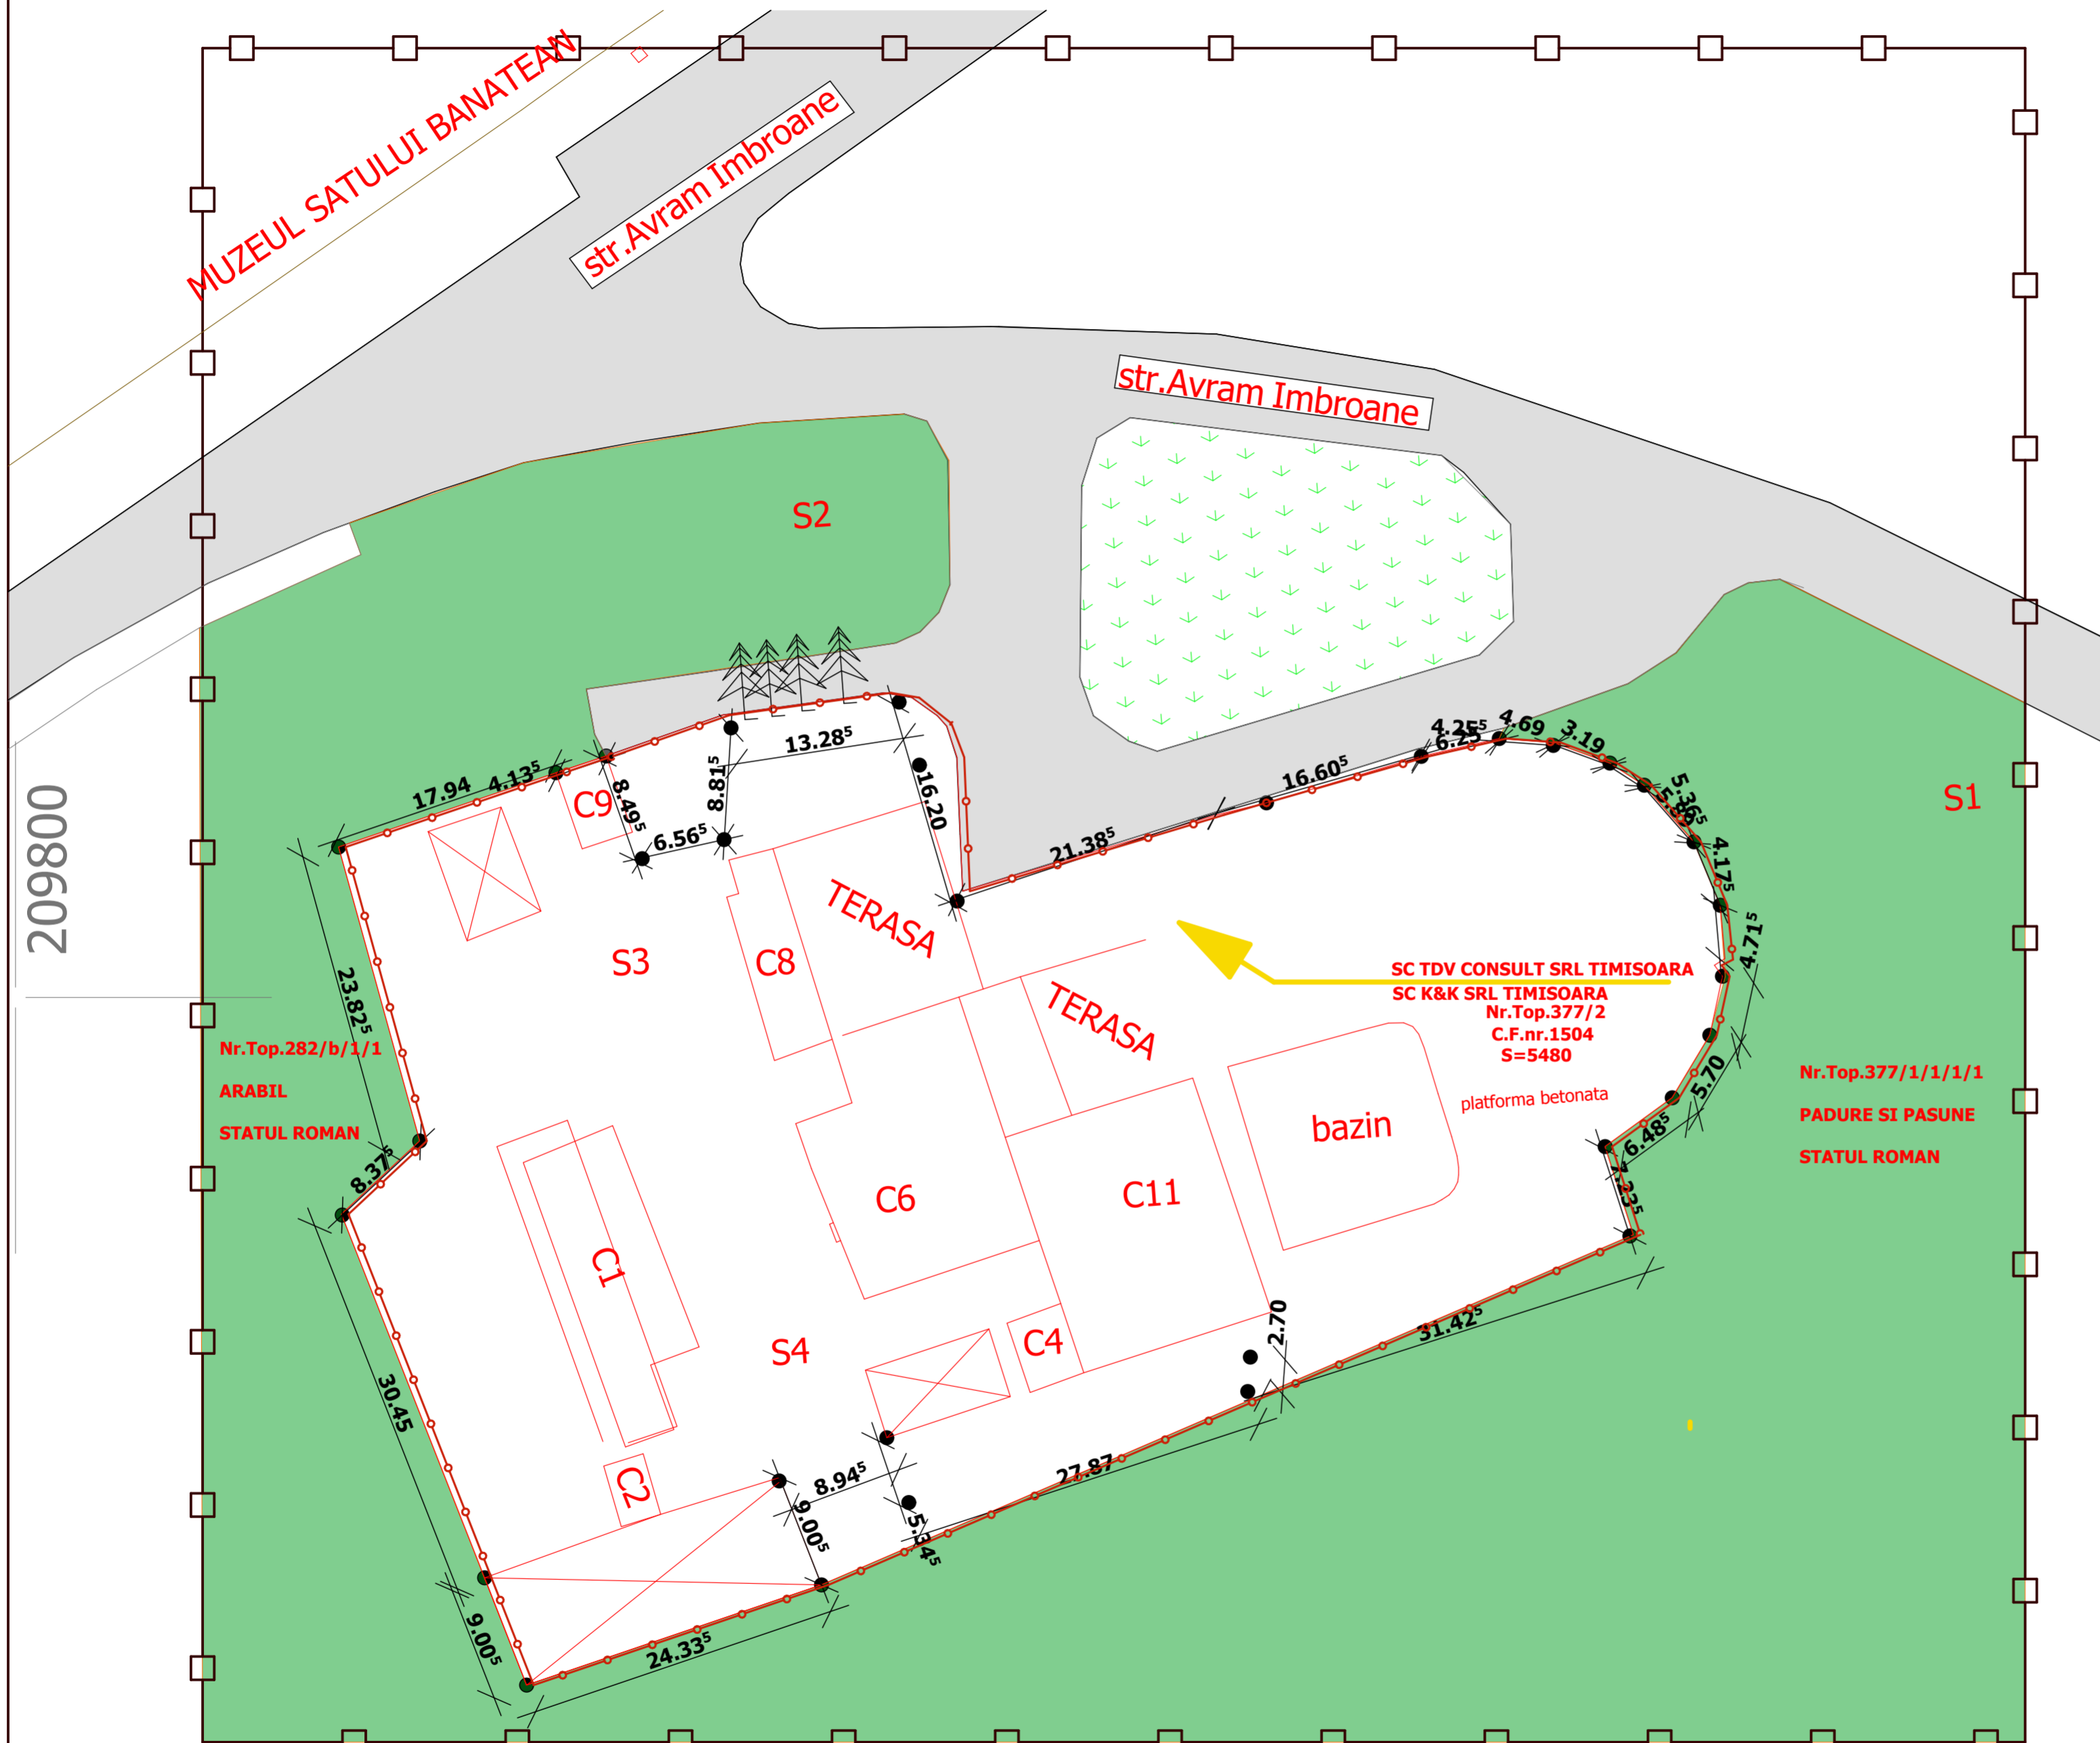 MUZEUL SATULUI BANATEAN
str.Avram Imbroane
str.Avram Imbroane
S2
S1
209800
17.94
4.13⁵
C9
8.49⁵
6.56⁵
8.81⁵
13.28⁵
16.20
21.38⁵
16.60⁵
4.25⁵
6.25
4.69
3.19
5.36⁵
4.17⁵
4.71⁵
5.70
6.48⁵
TERASA
C8
S3
TERASA
SC TDV CONSULT SRL TIMISOARA
SC K&K SRL TIMISOARA
Nr.Top.377/2
C.F.nr.1504
S=5480
platforma betonata
bazin
23.82⁵
Nr.Top.282/b/1/1
ARABIL
STATUL ROMAN
8.37⁵
Nr.Top.377/1/1/1/1
PADURE SI PASUNE
STATUL ROMAN
C6
C11
C1
S4
C4
2.70
31.42⁵
30.45
C2
8.94⁵
9.00⁵
5.34⁵
27.87
9.00⁵
24.33⁵